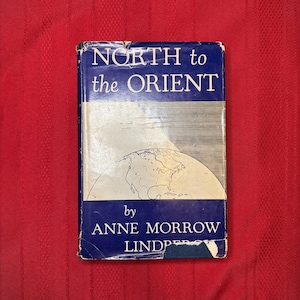 NORTH to
the ORIENT
by
ANNE MORROW